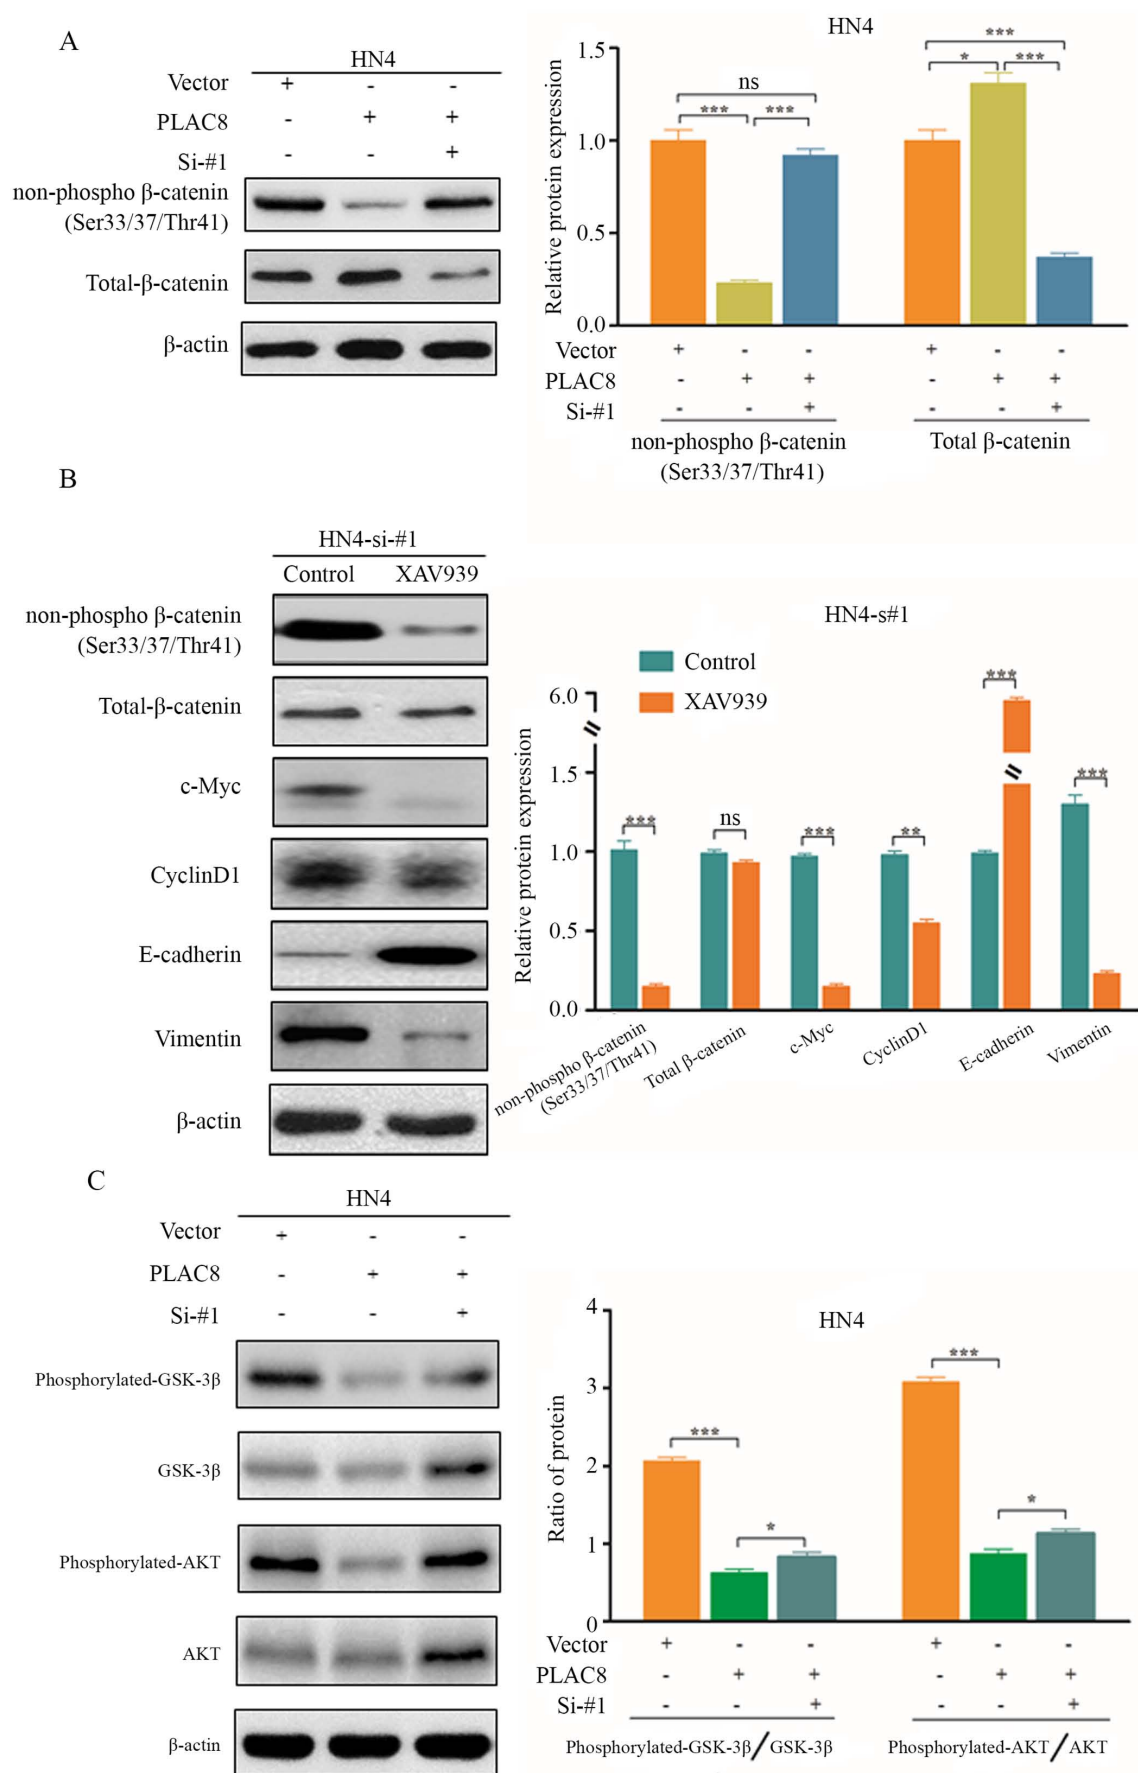 A
HN4
Vector + - -
PLAC8 - + +
Si-#1 - - +
non-phospho β-catenin
(Ser33/37/Thr41)
Total-β-catenin
β-actin
HN4
Relative protein expression
1.5
1.0
0.5
0.0
ns
*** ***
***
* ***
Vector + - - + - -
PLAC8 - + + - + +
Si-#1 - - + - - +
non-phospho β-catenin
(Ser33/37/Thr41)
Total β-catenin
B
HN4-si-#1
Control XAV939
non-phospho β-catenin
(Ser33/37/Thr41)
Total-β-catenin
c-Myc
CyclinD1
E-cadherin
Vimentin
β-actin
HN4-s#1
Control
XAV939
Relative protein expression
6.0
1.5
1.0
0.5
0.0
*** ns *** ** *** ***
non-phospho β-catenin
(Ser33/37/Thr41)
Total β-catenin
c-Myc
CyclinD1
E-cadherin
Vimentin
C
HN4
Vector + - -
PLAC8 - + +
Si-#1 - - +
Phosphorylated-GSK-3β
GSK-3β
Phosphorylated-AKT
AKT
β-actin
HN4
Ratio of protein
4
3
2
1
0
*** * *** *
Vector + - - + - -
PLAC8 - + + - + +
Si-#1 - - + - - +
Phosphorylated-GSK-3β / GSK-3β
Phosphorylated-AKT / AKT